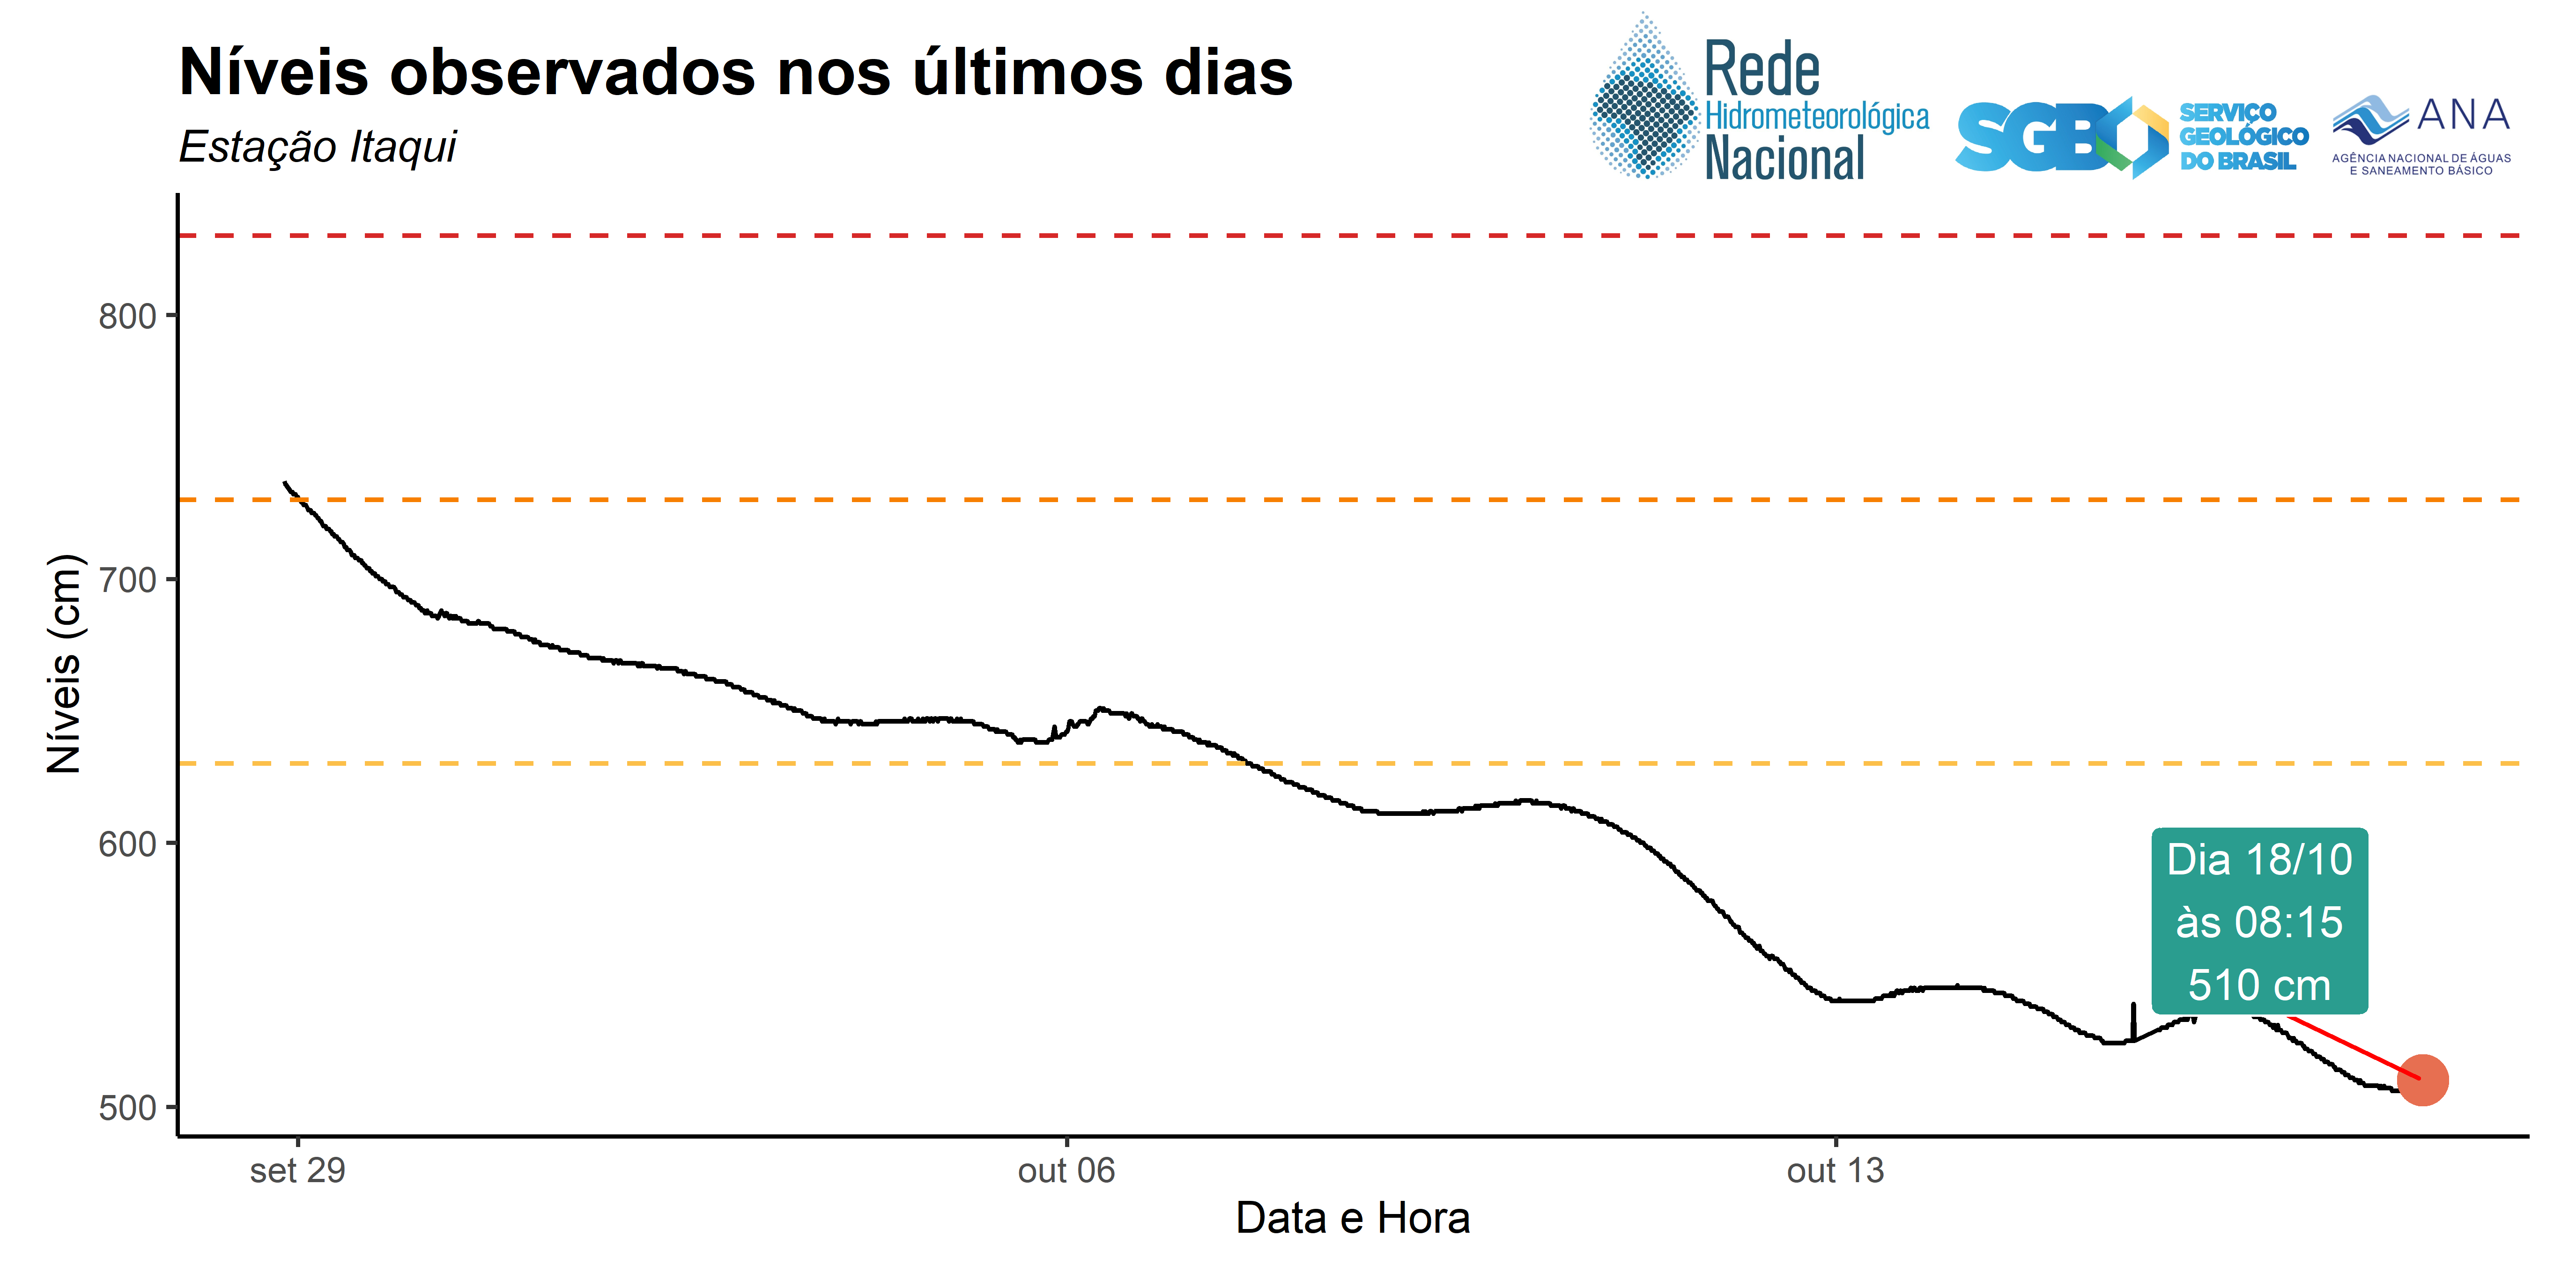 Níveis observados nos últimos dias
Estação Itaqui
Rede
Hidrometeorológica
Nacional
SGB
SERVIÇO
GEOLÓGICO
DO BRASIL
ANA
AGÊNCIA NACIONAL DE ÁGUAS
E SANEAMENTO BÁSICO
Níveis (cm)
800
700
600
500
Dia 18/10
às 08:15
510 cm
set 29
out 06
out 13
Data e Hora